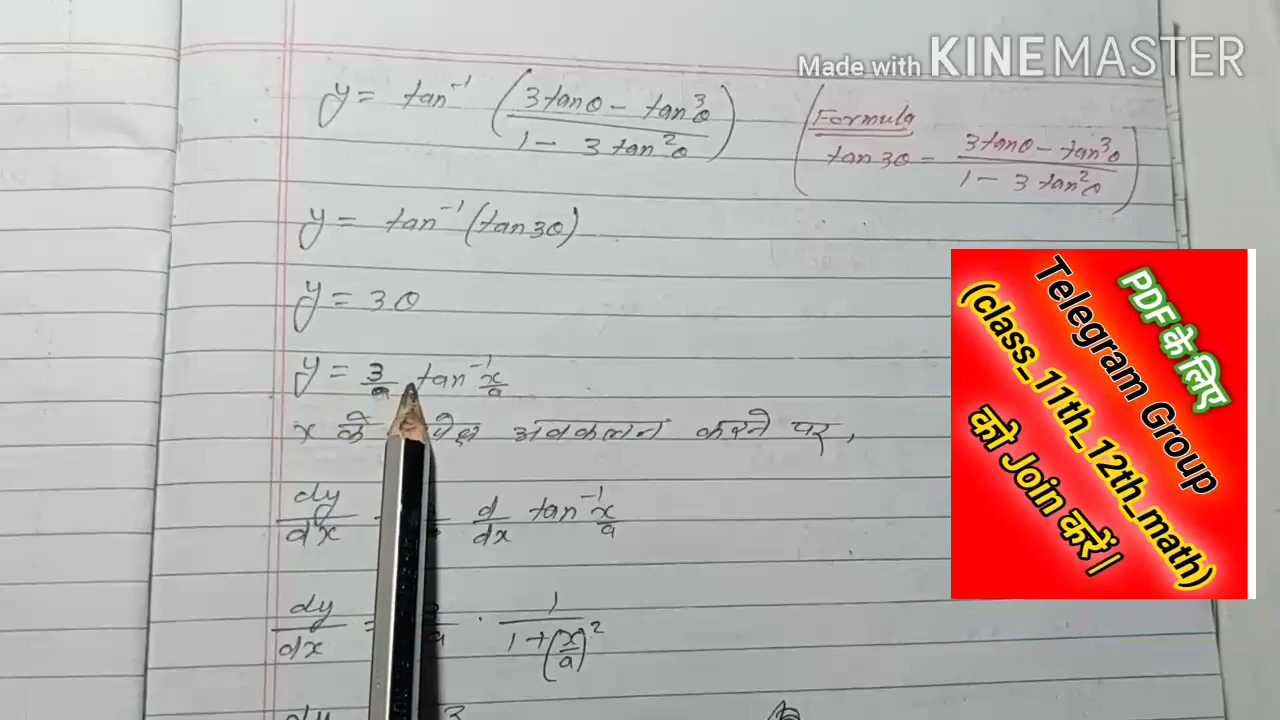 Made with KINEMASTER
y = tan⁻¹ ( (3tanθ - tan³θ) / (1 - 3tan²θ) )
( Formula
tan3θ = (3tanθ - tan³θ) / (1 - 3tan²θ) )
y = tan⁻¹(tan3θ)
y = 3θ
y = 3/a tan⁻¹ x/a
x के अवकलन करने पर,
dy/dx d/dx tan⁻¹ x/a
dy/dx = · 1 / (1+(x/a)²)
dy 3
PDF के लिए
Telegram Group
(class_11th_12th_math)
को Join करें।